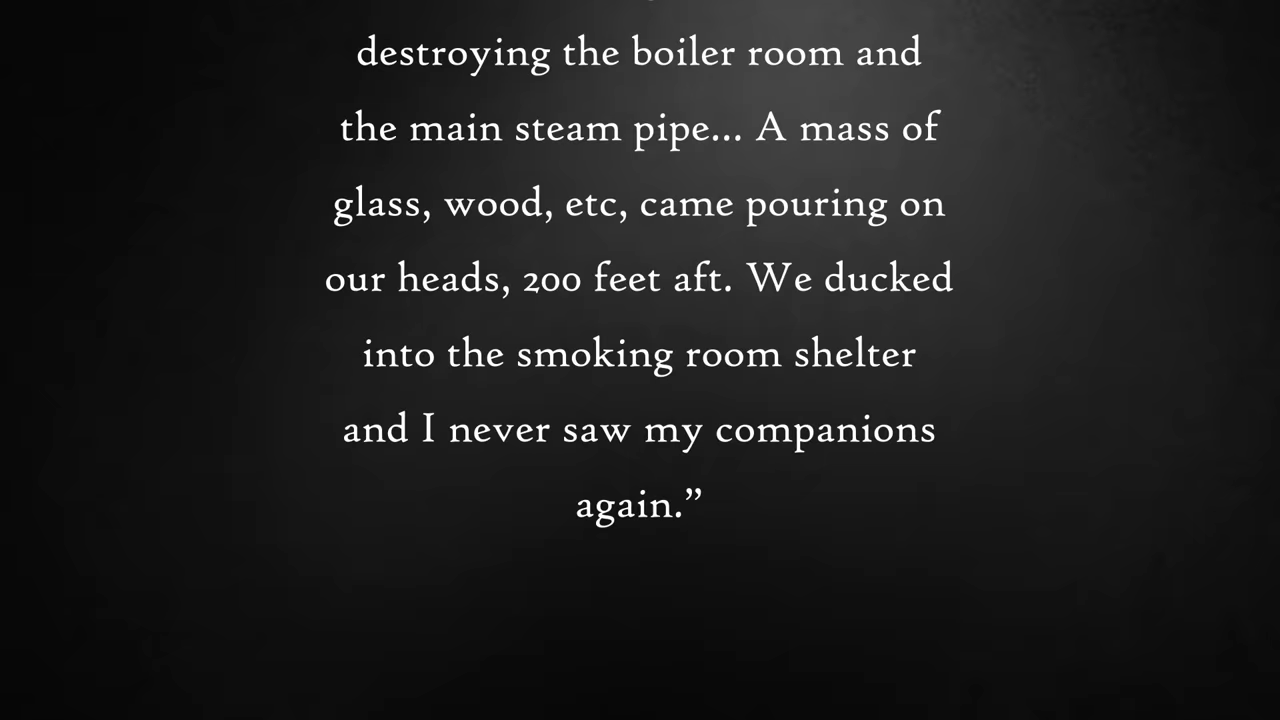 destroying the boiler room and
the main steam pipe... A mass of
glass, wood, etc, came pouring on
our heads, 200 feet aft. We ducked
into the smoking room shelter
and I never saw my companions
again.”